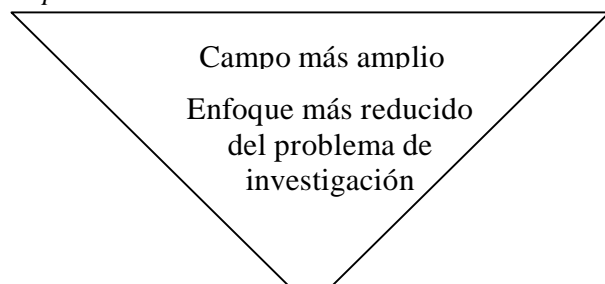 Campo más amplio
Enfoque más reducido
del problema de
investigación